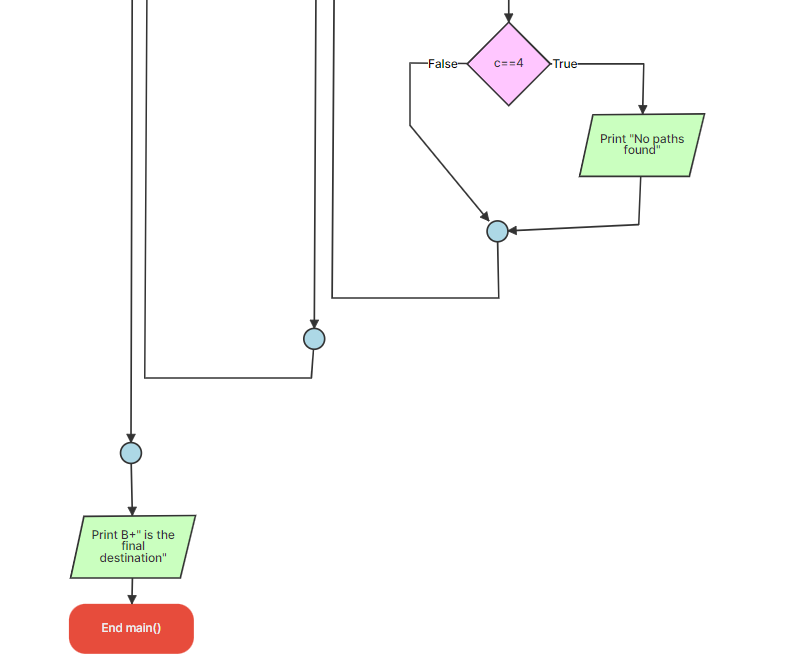 False
c==4
True
Print "No paths
found"
Print B+" is the
final
destination"
End main()